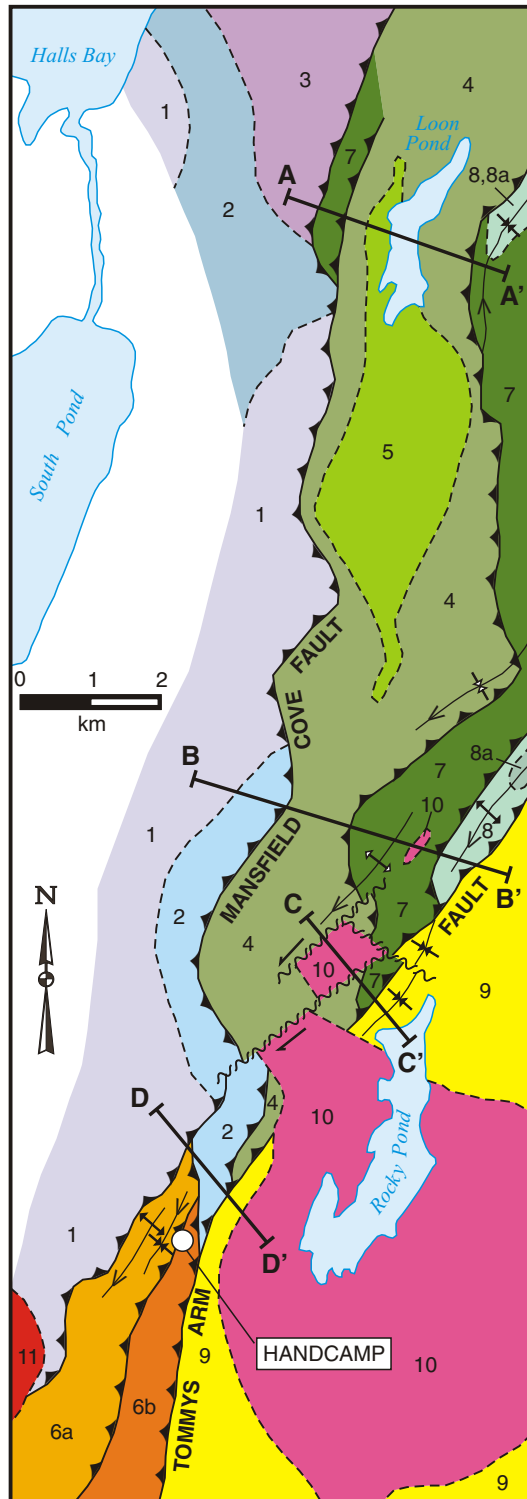 Halls Bay
3
4
1
Loon
Pond
7
8,8a
A
2
A'
7
South Pond
5
1
4
0 1 2
km
MANSFIELD COVE FAULT
8a
B
7
10
8
1
2
B'
N
4
C
7
TOMMYS ARM FAULT
10
7
9
C'
D
2
4
10
Rocky Pond
1
D'
HANDCAMP
9
11
10
6a
6b
9